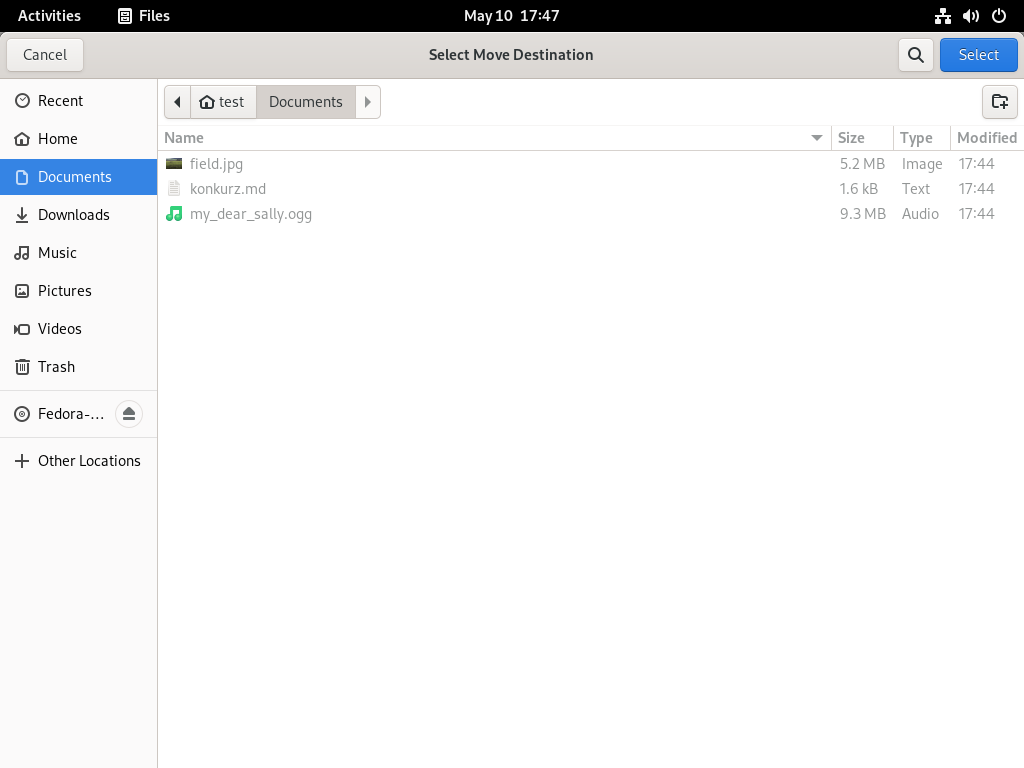 Activities Files May 10 17:47
Cancel Select Move Destination Select
Recent
Home
Documents
Downloads
Music
Pictures
Videos
Trash
Fedora-...
Other Locations
test Documents
Name Size Type Modified
field.jpg 5.2 MB Image 17:44
konkurz.md 1.6 kB Text 17:44
my_dear_sally.ogg 9.3 MB Audio 17:44